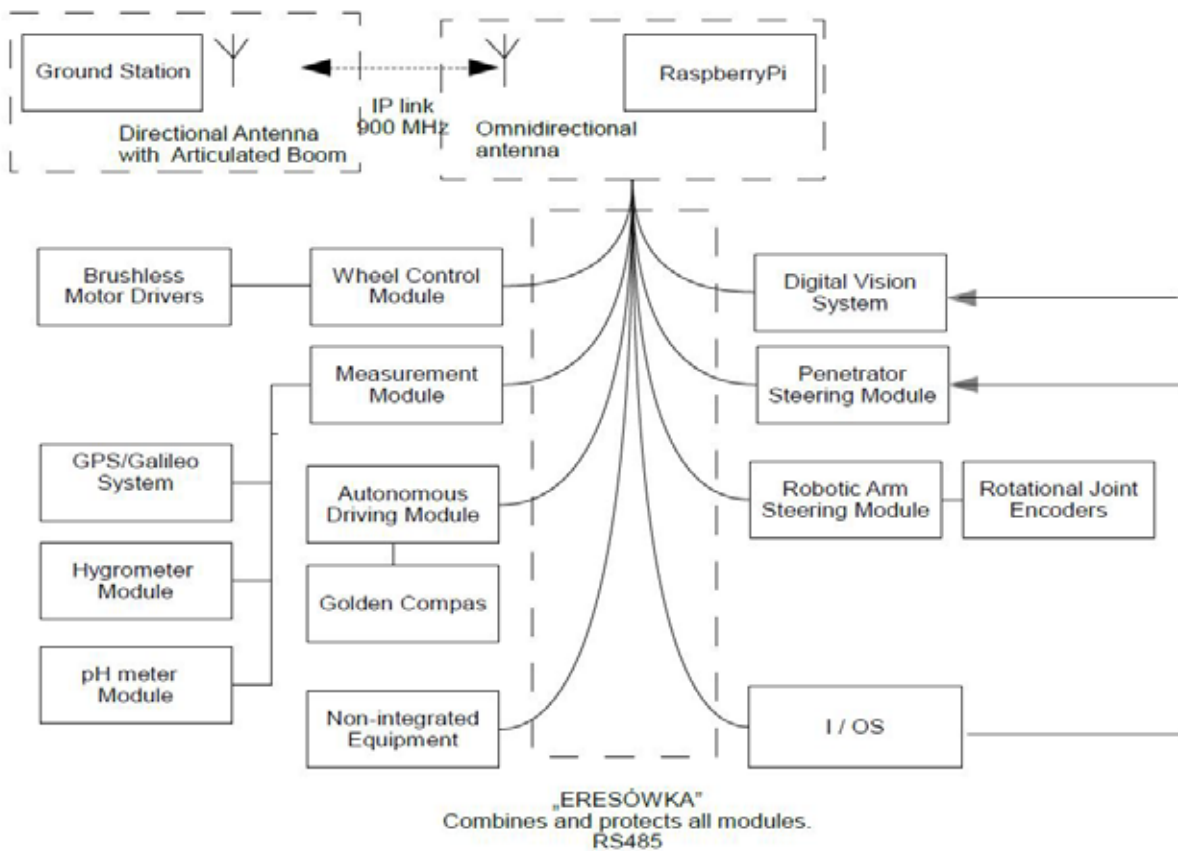 Ground Station
RaspberryPi
IP link
900 MHz
Directional Antenna
with Articulated Boom
Omnidirectional
antenna
Brushless
Motor Drivers
Wheel Control
Module
Digital Vision
System
Measurement
Module
Penetrator
Steering Module
GPS/Galileo
System
Autonomous
Driving Module
Robotic Arm
Steering Module
Rotational Joint
Encoders
Hygrometer
Module
Golden Compas
pH meter
Module
Non-integrated
Equipment
I / OS
„ERESÓWKA”
Combines and protects all modules.
RS485